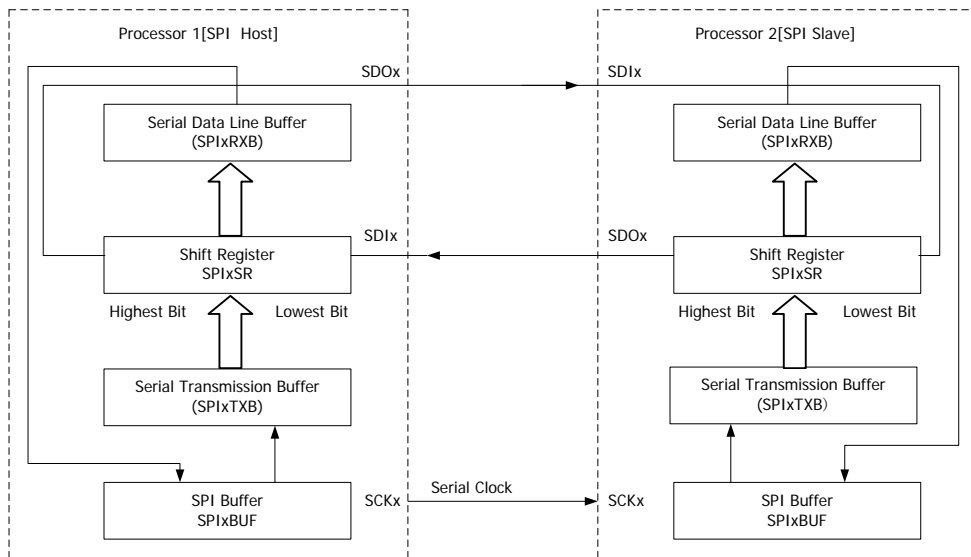 Processor 1[SPI Host]
Processor 2[SPI Slave]
SDOx
SDIx
Serial Data Line Buffer
(SPIxRXB)
Serial Data Line Buffer
(SPIxRXB)
Shift Register
SPIxSR
SDIx
SDOx
Shift Register
SPIxSR
Highest Bit
Lowest Bit
Highest Bit
Lowest Bit
Serial Transmission Buffer
(SPIxTXB)
Serial Transmission Buffer
(SPIxTXB)
SPI Buffer
SPIxBUF
SCKx
Serial Clock
SCKx
SPI Buffer
SPIxBUF